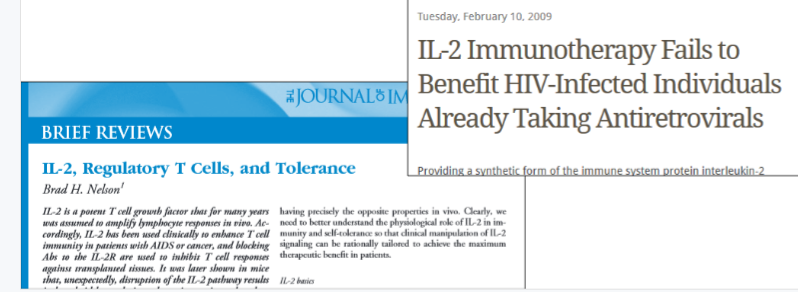 Tuesday, February 10, 2009
IL-2 Immunotherapy Fails to
Benefit HIV-Infected Individuals
Already Taking Antiretrovirals
Providing a synthetic form of the immune system protein interleukin-2
THE JOURNAL OF IM
BRIEF REVIEWS
IL-2, Regulatory T Cells, and Tolerance
Brad H. Nelson1
IL-2 is a potent T cell growth factor that for many years
was assumed to amplify lymphocyte responses in vivo. Ac-
cordingly, IL-2 has been used clinically to enhance T cell
immunity in patients with AIDS or cancer, and blocking
Abs to the IL-2R are used to inhibit T cell responses
against transplanted tissues. It was later shown in mice
that, unexpectedly, disruption of the IL-2 pathway results
having precisely the opposite properties in vivo. Clearly, we
need to better understand the physiological role of IL-2 in im-
munity and self-tolerance so that clinical manipulation of IL-2
signaling can be rationally tailored to achieve the maximum
therapeutic benefit in patients.
IL-2 basics